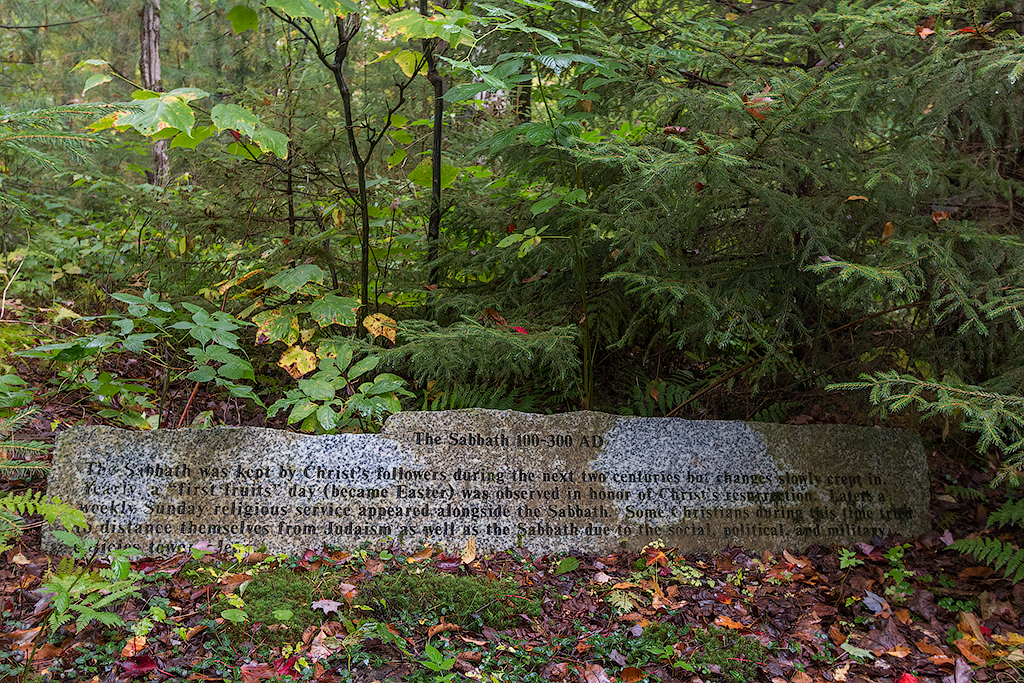 The Sabbath 100-300 AD
The Sabbath was kept by Christ's followers during the next two centuries but changes slowly crept in.
Yearly, a "first fruits" day (became Easter) was observed in honor of Christ's resurrection. Later, a
weekly Sunday religious service appeared alongside the Sabbath. Some Christians during this time tried
to distance themselves from Judaism as well as the Sabbath due to the social, political, and military